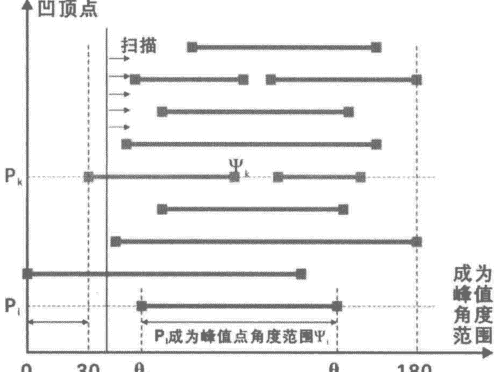 凹顶点
扫描
Ψk
Pk
成为
峰值
角度
范围
Pi
Pi成为峰值点角度范围Ψi
0 30 θ θ 180